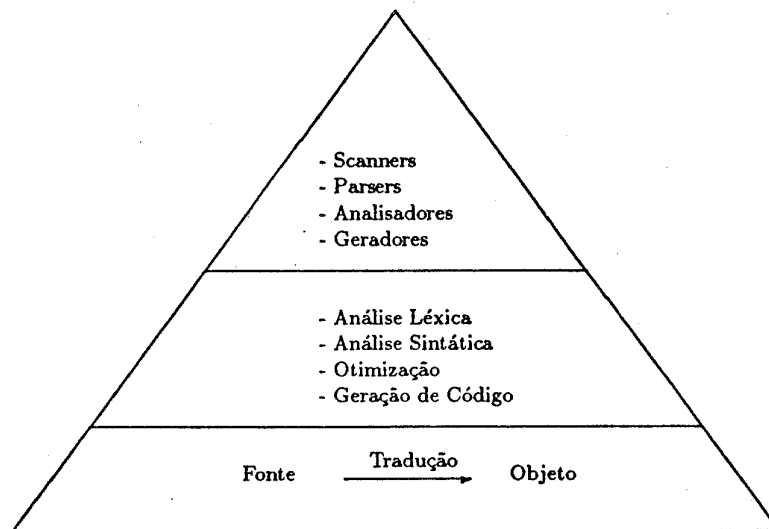 - Scanners
- Parsers
- Analisadores
- Geradores
- Análise Léxica
- Análise Sintática
- Otimização
- Geração de Código
Fonte Tradução Objeto